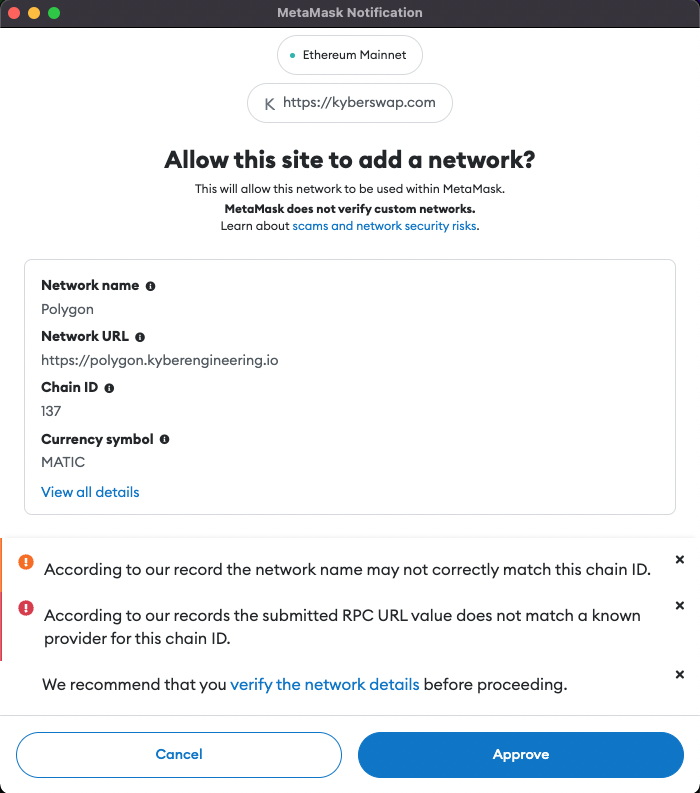 MetaMask Notification
Ethereum Mainnet
K https://kyberswap.com
Allow this site to add a network?
This will allow this network to be used within MetaMask.
MetaMask does not verify custom networks.
Learn about scams and network security risks.
Network name
Polygon
Network URL
https://polygon.kyberengineering.io
Chain ID
137
Currency symbol
MATIC
View all details
According to our record the network name may not correctly match this chain ID.
According to our records the submitted RPC URL value does not match a known
provider for this chain ID.
We recommend that you verify the network details before proceeding.
Cancel
Approve